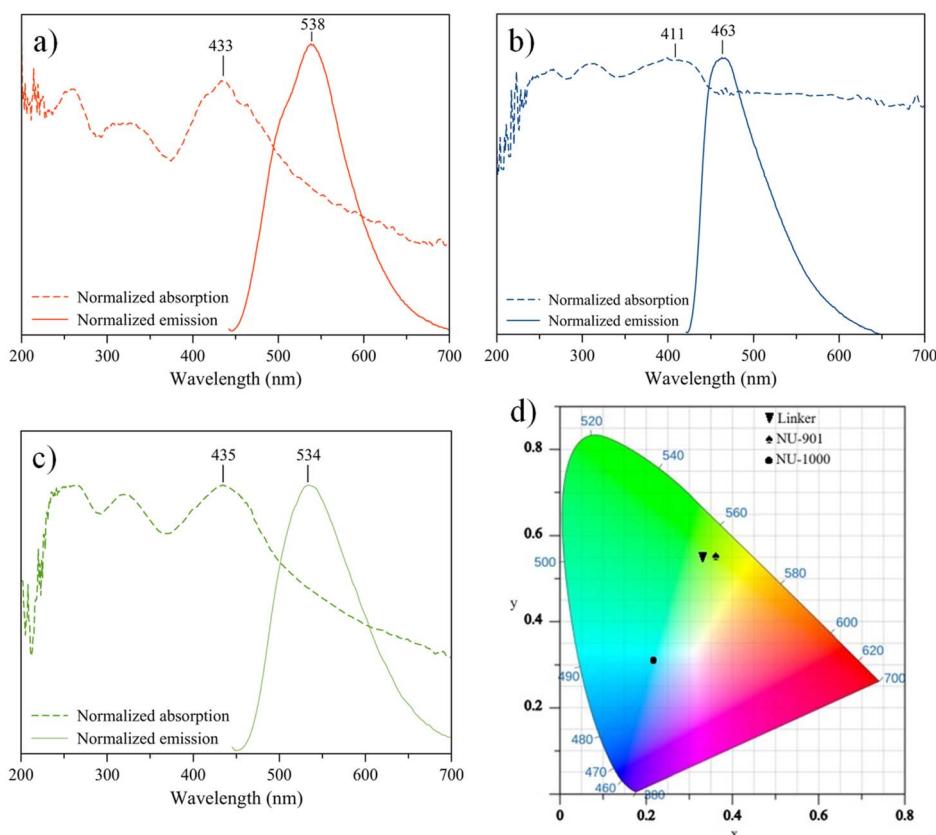 a)
433
538
Normalized absorption
Normalized emission
200 300 400 500 600 700
Wavelength (nm)
b)
411
463
Normalized absorption
Normalized emission
200 300 400 500 600 700
Wavelength (nm)
c)
435
534
Normalized absorption
Normalized emission
200 300 400 500 600 700
Wavelength (nm)
d)
Linker
NU-901
NU-1000
520
540
560
580
600
620
700
500
490
480
470
460
380
0.8
0.6
0.4
0.2
y
0 0.2 0.4 0.6 0.8
x